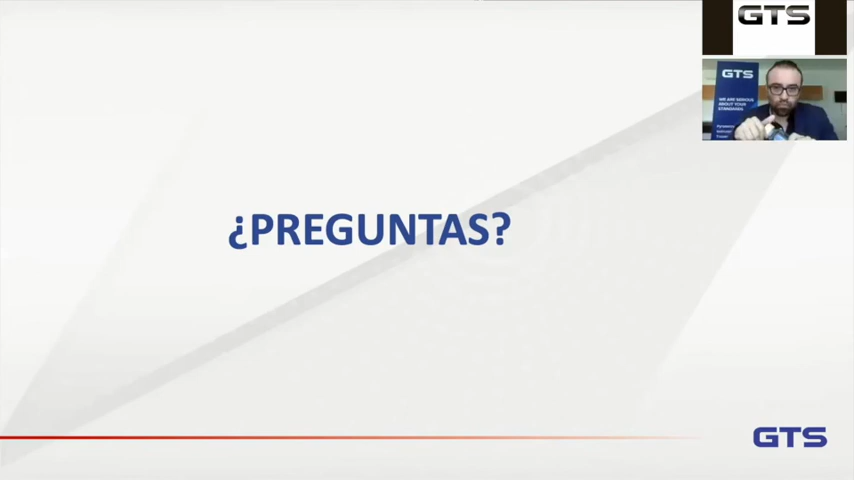 GTS
GTS
WE ARE SERIOUS
ABOUT YOUR
STANDARDS
¿PREGUNTAS?
GTS